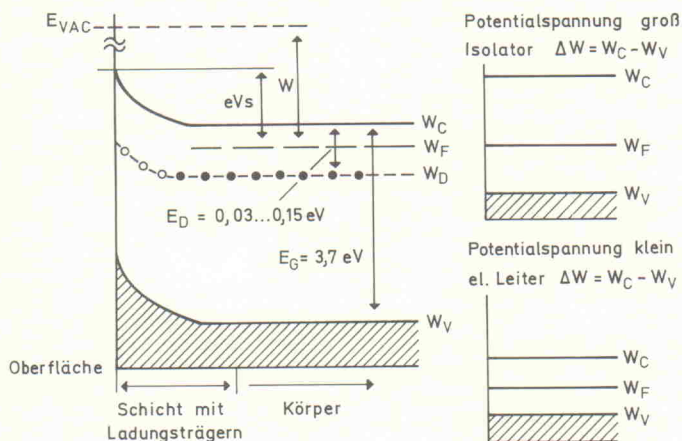 E_VAC
eVs
W
W_C
W_F
W_D
E_D = 0,03...0,15 eV
E_G = 3,7 eV
W_V
Oberfläche
Schicht mit
Ladungsträgern
Körper
Potentialspannung groß
Isolator ΔW = W_C - W_V
W_C
W_F
W_V
Potentialspannung klein
el. Leiter ΔW = W_C - W_V
W_C
W_F
W_V